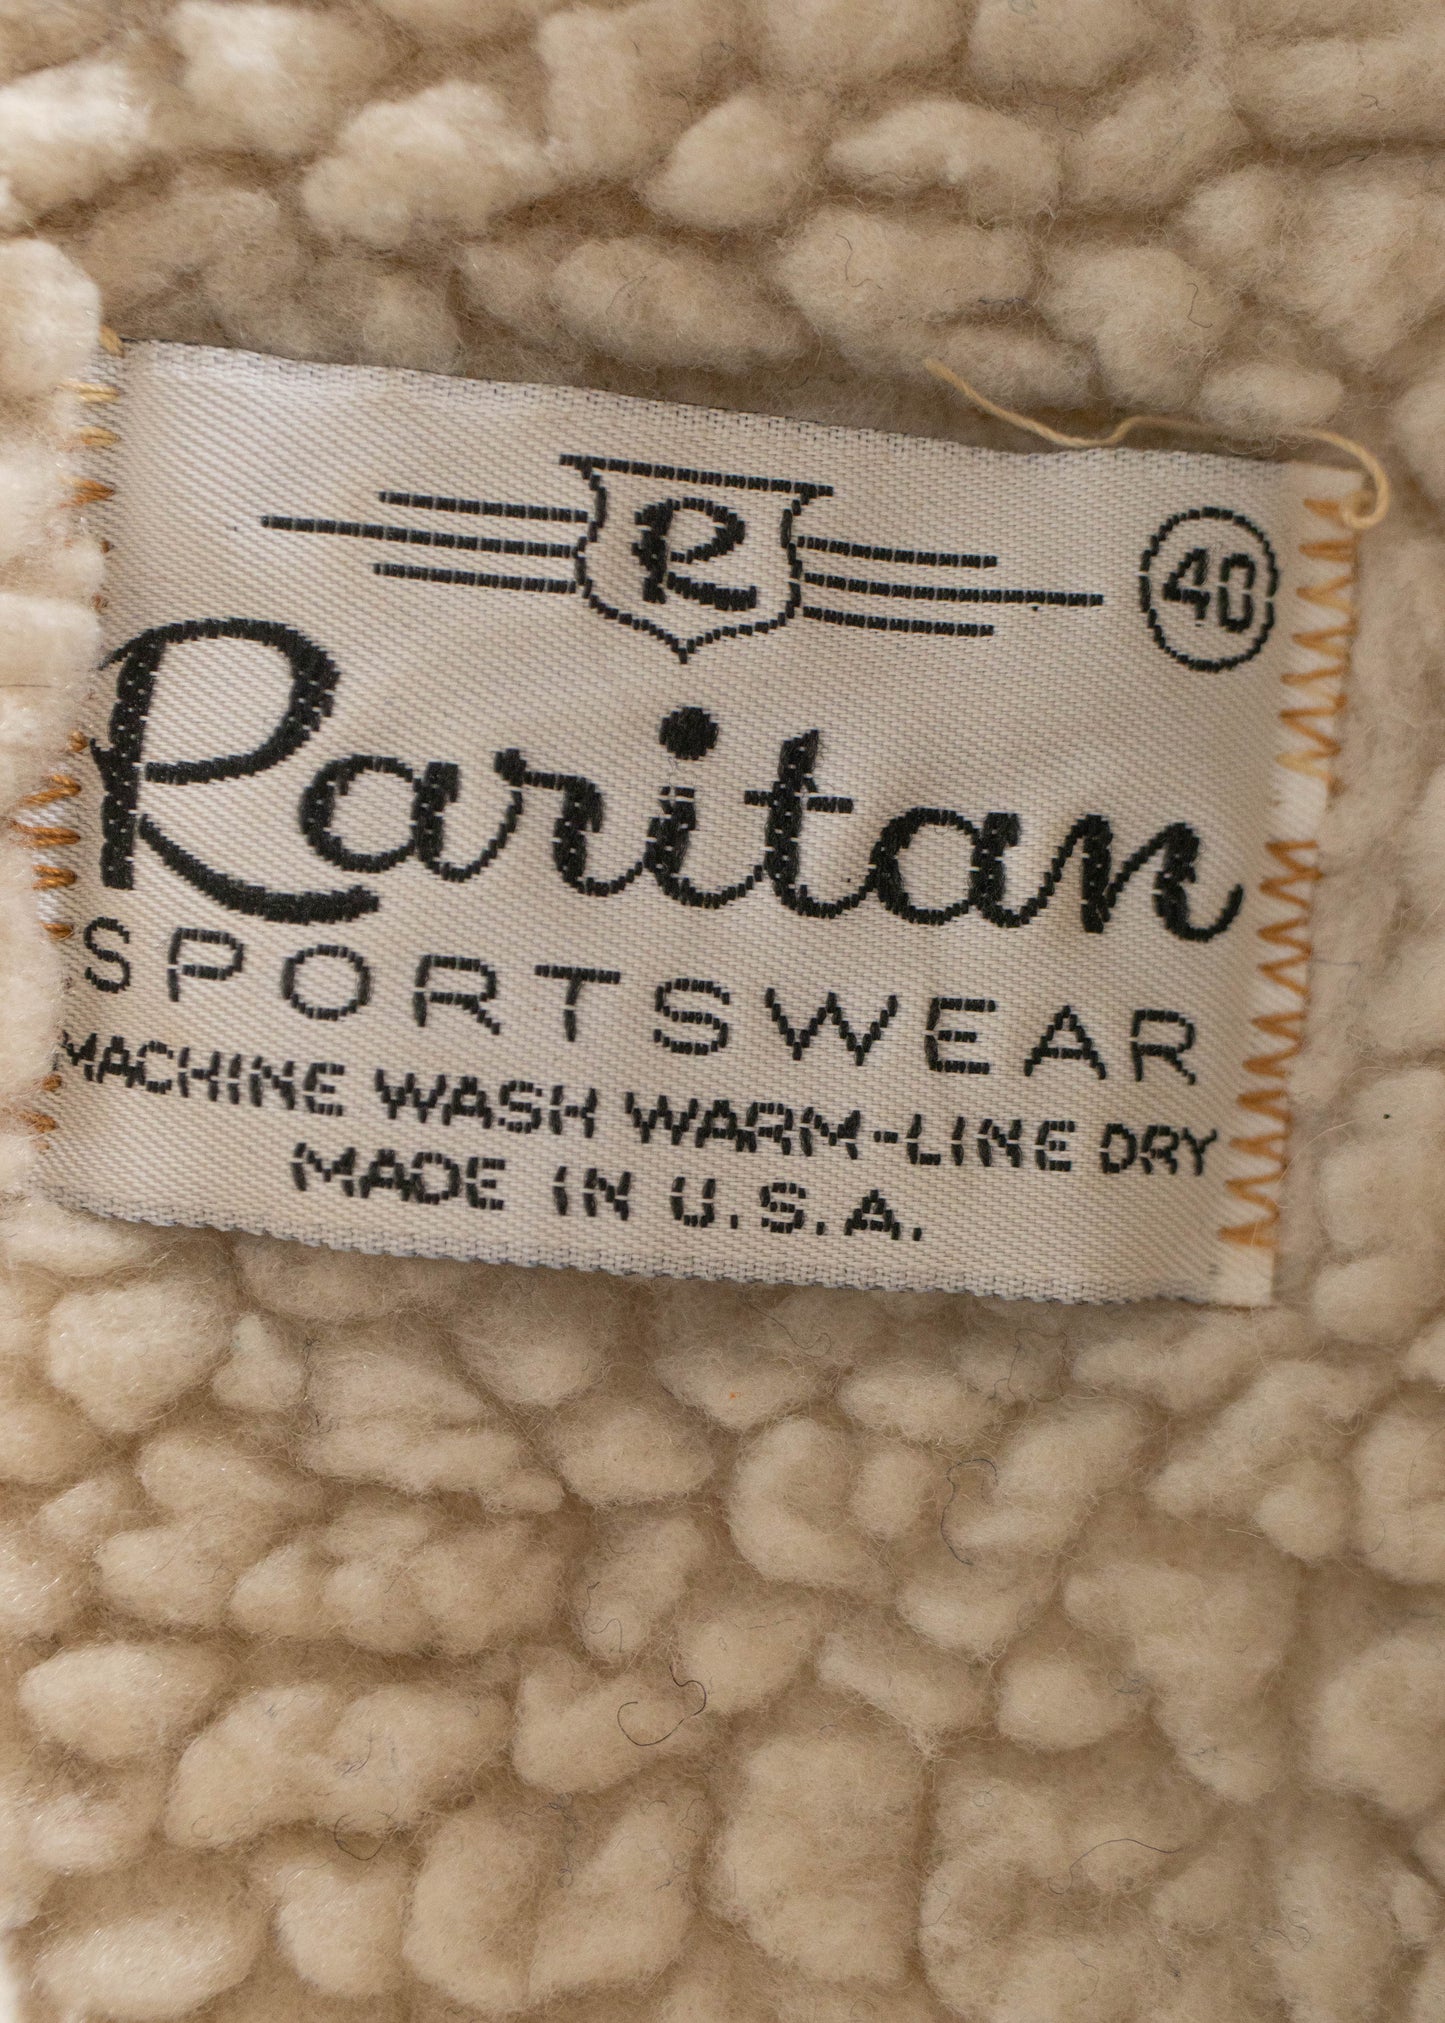 R
40
Raritan
SPORTSWEAR
MACHINE WASH WARM-LINE DRY
MADE IN U.S.A.